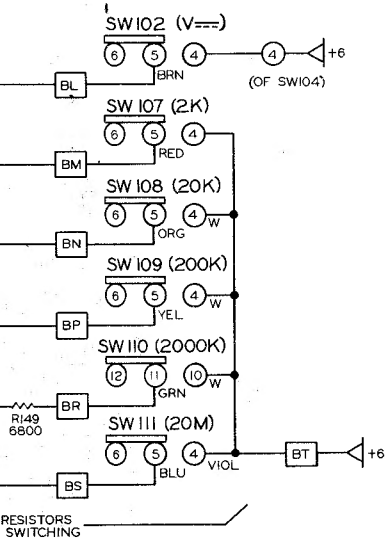 SW102 (V⎓)
6 5 4 4 +6
BRN (OF SW104)
BL
SW107 (2K)
6 5 4
RED
BM
SW108 (20K)
6 5 4 W
ORG
BN
SW109 (200K)
6 5 4 W
YEL
BP
SW110 (2000K)
12 11 10 W
GRN
R149
6800
BR
SW111 (20M)
6 5 4 VIOL BT +6
BLU
BS
RESISTORS
SWITCHING